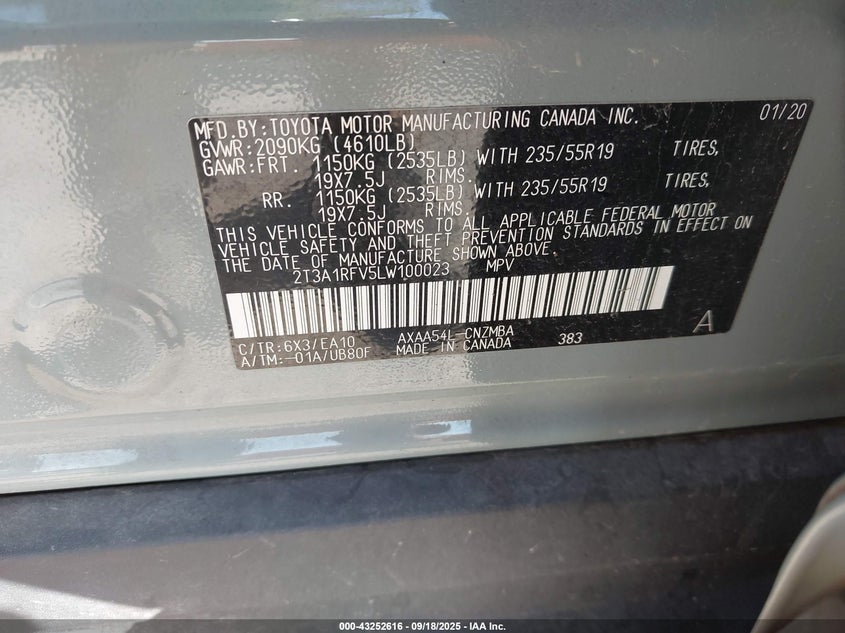 MFD.BY:TOYOTA MOTOR MANUFACTURING CANADA INC. 01/20
GVWR:2090KG (4610LB)
GAWR:FRT. 1150KG (2535LB) WITH 235/55R19 TIRES,
19X7.5J RIMS.
RR. 1150KG (2535LB) WITH 235/55R19 TIRES,
19X7.5J RIMS.
THIS VEHICLE CONFORMS TO ALL APPLICABLE FEDERAL MOTOR
VEHICLE SAFETY AND THEFT PREVENTION STANDARDS IN EFFECT ON
THE DATE OF MANUFACTURE SHOWN ABOVE.
2T3A1RFV5LW100023 MPV
C/TR:6X3/EA10 AXAA54L-CNZMBA 383 A
A/TM:-01A/UB80F MADE IN CANADA
000-43252616 - 09/18/2025 - IAA Inc.